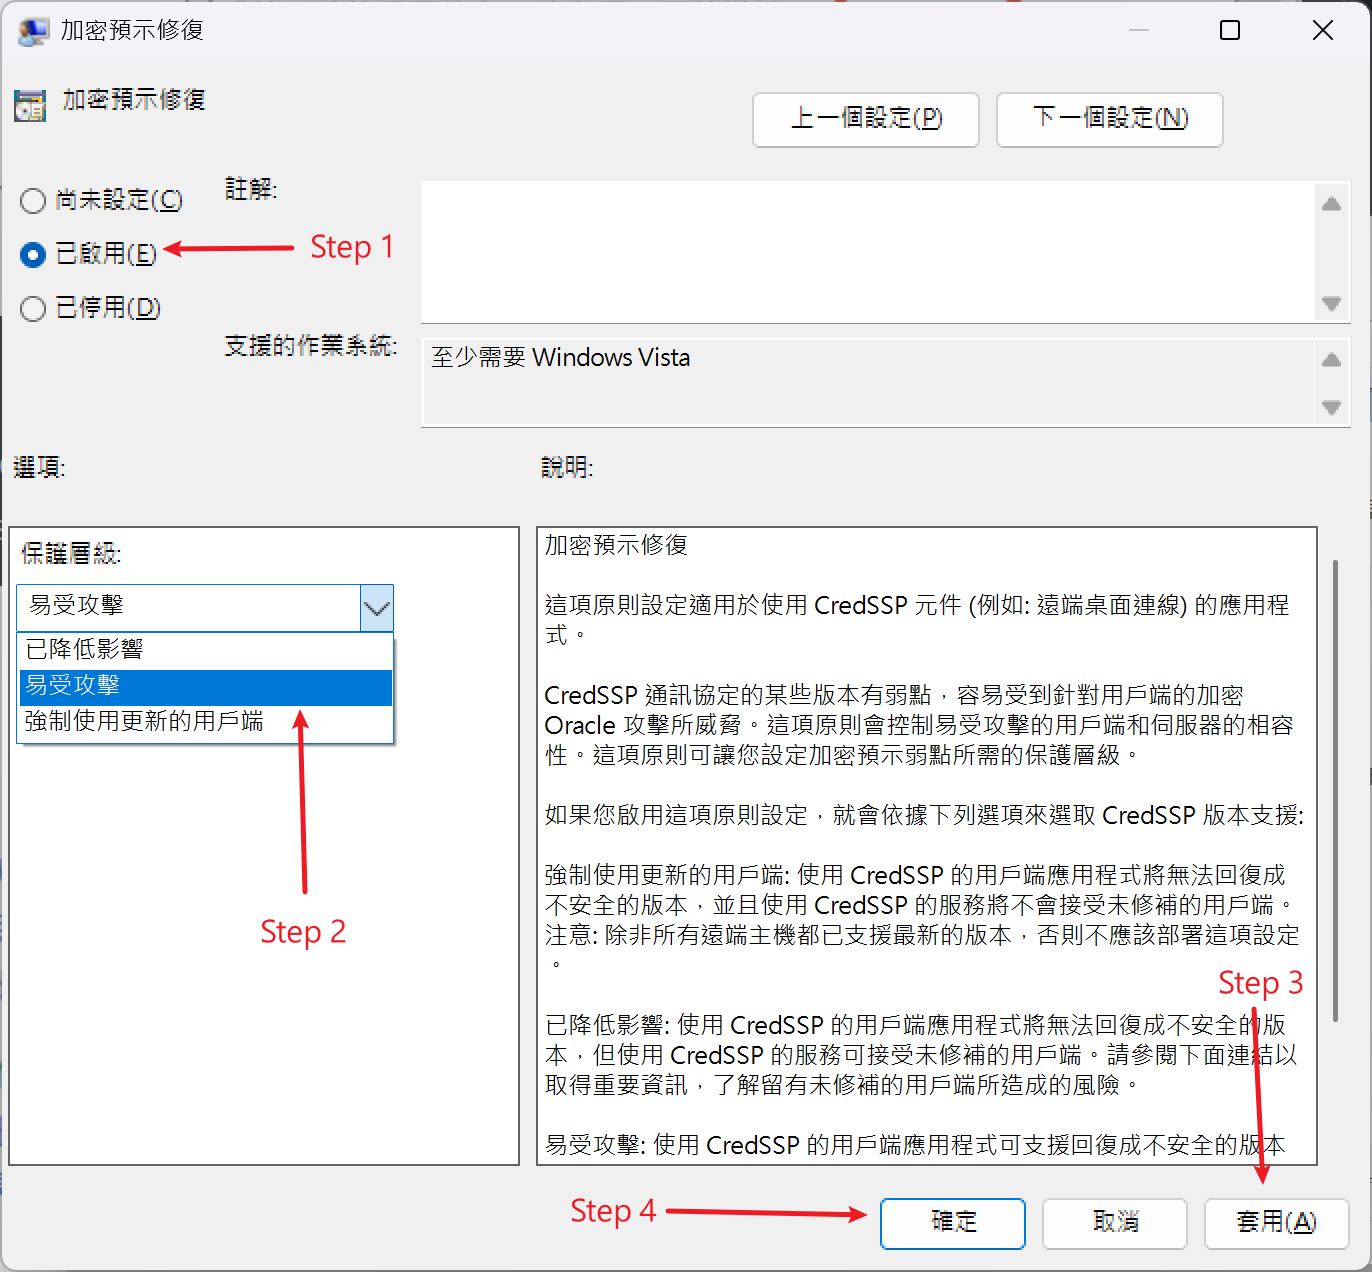 加密預示修復
加密預示修復
上一個設定(P)
下一個設定(N)
尚未設定(C)
註解:
已啟用(E)
Step 1
已停用(D)
支援的作業系統:
至少需要 Windows Vista
選項:
說明:
保護層級:
易受攻擊
已降低影響
易受攻擊
強制使用更新的用戶端
Step 2
加密預示修復
這項原則設定適用於使用 CredSSP 元件 (例如: 遠端桌面連線) 的應用程
式。
CredSSP 通訊協定的某些版本有弱點，容易受到針對用戶端的加密
Oracle 攻擊所威脅。這項原則會控制易受攻擊的用戶端和伺服器的相容
性。這項原則可讓您設定加密預示弱點所需的保護層級。
如果您啟用這項原則設定，就會依據下列選項來選取 CredSSP 版本支援:
強制使用更新的用戶端: 使用 CredSSP 的用戶端應用程式將無法回復成
不安全的版本，並且使用 CredSSP 的服務將不會接受未修補的用戶端。
注意: 除非所有遠端主機都已支援最新的版本，否則不應該部署這項設定
。
Step 3
已降低影響: 使用 CredSSP 的用戶端應用程式將無法回復成不安全的版
本，但使用 CredSSP 的服務可接受未修補的用戶端。請參閱下面連結以
取得重要資訊，了解留有未修補的用戶端所造成的風險。
易受攻擊: 使用 CredSSP 的用戶端應用程式可支援回復成不安全的版本
Step 4
確定
取消
套用(A)